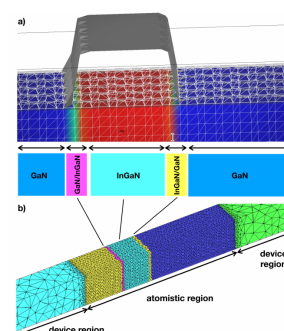 a)
GaN
GaN/InGaN
InGaN
InGaN/GaN
GaN
b)
device
region
atomistic region
device region